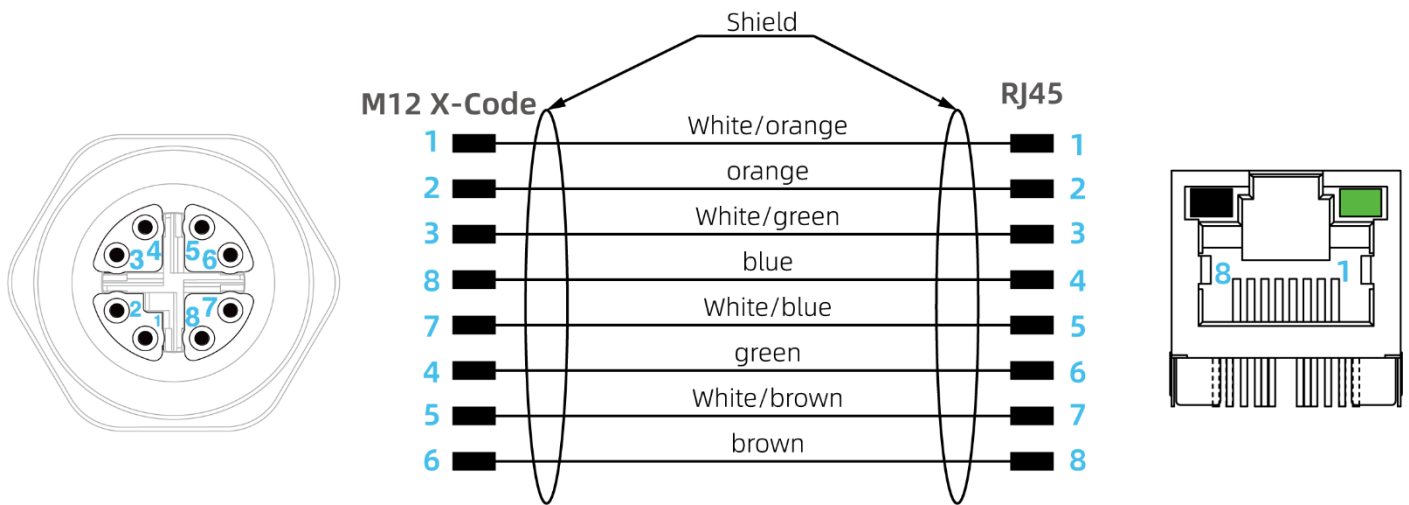 Shield
M12 X-Code
RJ45
1 White/orange 1
2 orange 2
3 White/green 3
8 blue 4
7 White/blue 5
4 green 6
5 White/brown 7
6 brown 8
3 4 5 6
2 1 8 7
8 1